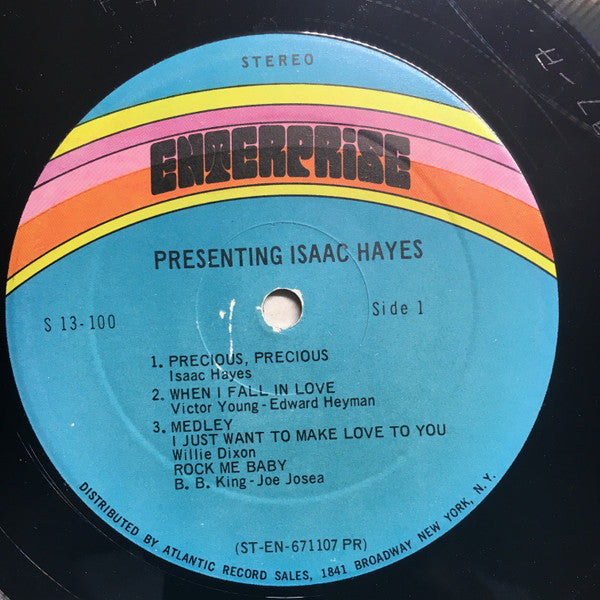 STEREO
ENTERPRISE
PRESENTING ISAAC HAYES
S 13-100
Side 1
1. PRECIOUS, PRECIOUS
Isaac Hayes
2. WHEN I FALL IN LOVE
Victor Young-Edward Heyman
3. MEDLEY
I JUST WANT TO MAKE LOVE TO YOU
Willie Dixon
ROCK ME BABY
B. B. King-Joe Josea
(ST-EN-671107 PR)
DISTRIBUTED BY ATLANTIC RECORD SALES, 1841 BROADWAY NEW YORK, N. Y.